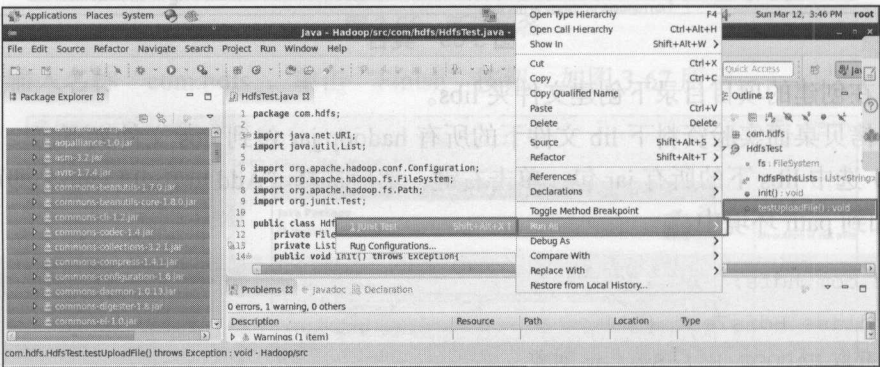 Applications Places System
Sun Mar 12, 3:46 PM root
Java - Hadoop/src/com/hdfs/HdfsTest.java -
File Edit Source Refactor Navigate Search Project Run Window Help
Quick Access
Package Explorer
aspalliance-1.0.jar
asm-3.2.jar
avro-1.7.4.jar
commons-beanutils-1.7.0.jar
commons-beanutils-core-1.8.0.jar
commons-cli-1.2.jar
commons-codec-1.4.jar
commons-collections-3.2.1.jar
commons-compress-1.4.1.jar
commons-configuration-1.6.jar
commons-daemon-1.0.13.jar
commons-digester-1.8.jar
commons-el-1.0.jar
HdfsTest.java
1 package com.hdfs;
2
3 import java.net.URI;
4 import java.util.List;
5
6 import org.apache.hadoop.conf.Configuration;
7 import org.apache.hadoop.fs.FileSystem;
8 import org.apache.hadoop.fs.Path;
9 import org.junit.Test;
10
11 public class Hdf
12 private File
13 private List
14 public void init() throws Exception{
1 JUnit Test Shift+Alt+X T
Run Configurations...
Open Type Hierarchy F4
Open Call Hierarchy Ctrl+Alt+H
Show In Shift+Alt+W >
Cut Ctrl+X
Copy Ctrl+C
Copy Qualified Name
Paste Ctrl+V
Delete Delete
Source Shift+Alt+S >
Refactor Shift+Alt+T >
References >
Declarations >
Toggle Method Breakpoint
Run As >
Debug As >
Compare With >
Replace With >
Restore from Local History...
Outline
com.hdfs
HdfsTest
fs : FileSystem
hdfsPathsLists : List<String>
init() : void
testUploadFile() : void
Problems Javadoc Declaration
0 errors, 1 warning, 0 others
Description Resource Path Location Type
Warnings (1 item)
com.hdfs.HdfsTest.testUploadFile() throws Exception : void - Hadoop/src